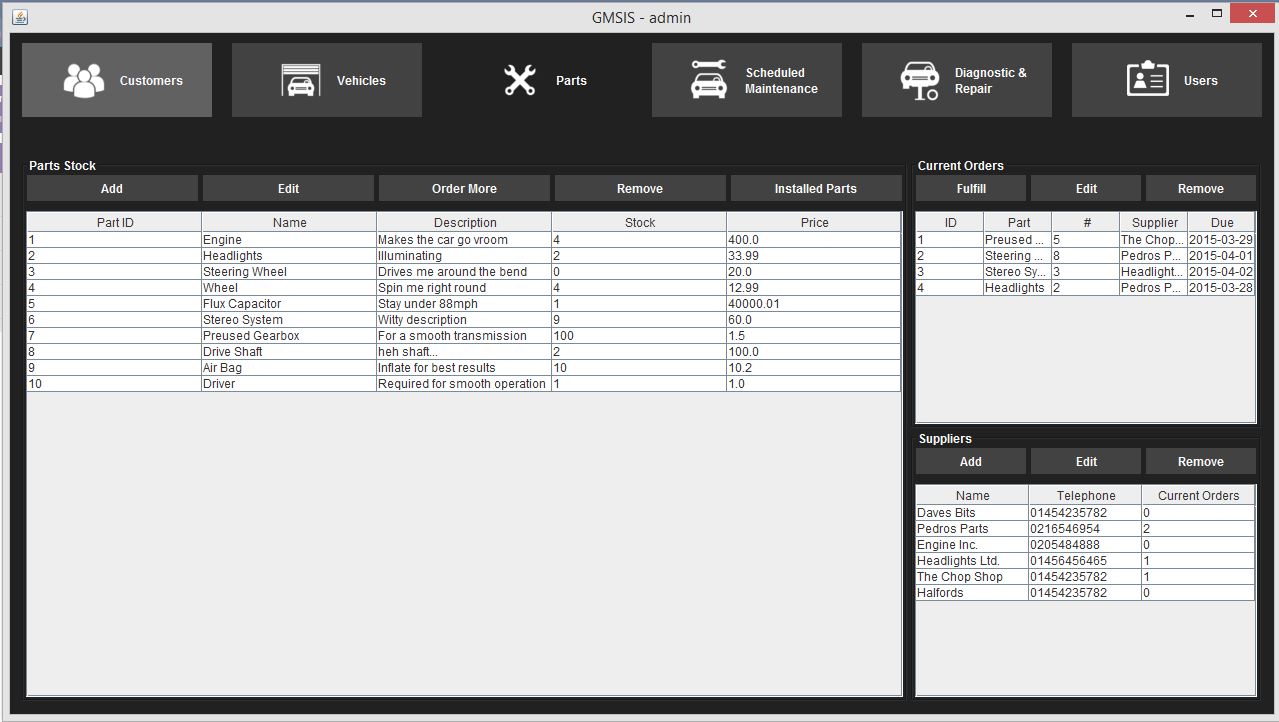 GMSIS - admin
Customers
Vehicles
Parts
Scheduled
Maintenance
Diagnostic &
Repair
Users
Parts Stock
Add Edit Order More Remove Installed Parts
Part ID Name Description Stock Price
1 Engine Makes the car go vroom 4 400.0
2 Headlights Illuminating 2 33.99
3 Steering Wheel Drives me around the bend 0 20.0
4 Wheel Spin me right round 4 12.99
5 Flux Capacitor Stay under 88mph 1 40000.01
6 Stereo System Witty description 9 60.0
7 Preused Gearbox For a smooth transmission 100 1.5
8 Drive Shaft heh shaft... 2 100.0
9 Air Bag Inflate for best results 10 10.2
10 Driver Required for smooth operation 1 1.0
Current Orders
Fulfill Edit Remove
ID Part # Supplier Due
1 Preused ... 5 The Chop... 2015-03-29
2 Steering ... 8 Pedros P... 2015-04-01
3 Stereo Sy... 3 Headlight... 2015-04-02
4 Headlights 2 Pedros P... 2015-03-28
Suppliers
Add Edit Remove
Name Telephone Current Orders
Daves Bits 01454235782 0
Pedros Parts 0216546954 2
Engine Inc. 0205484888 0
Headlights Ltd. 01456456465 1
The Chop Shop 01454235782 1
Halfords 01454235782 0